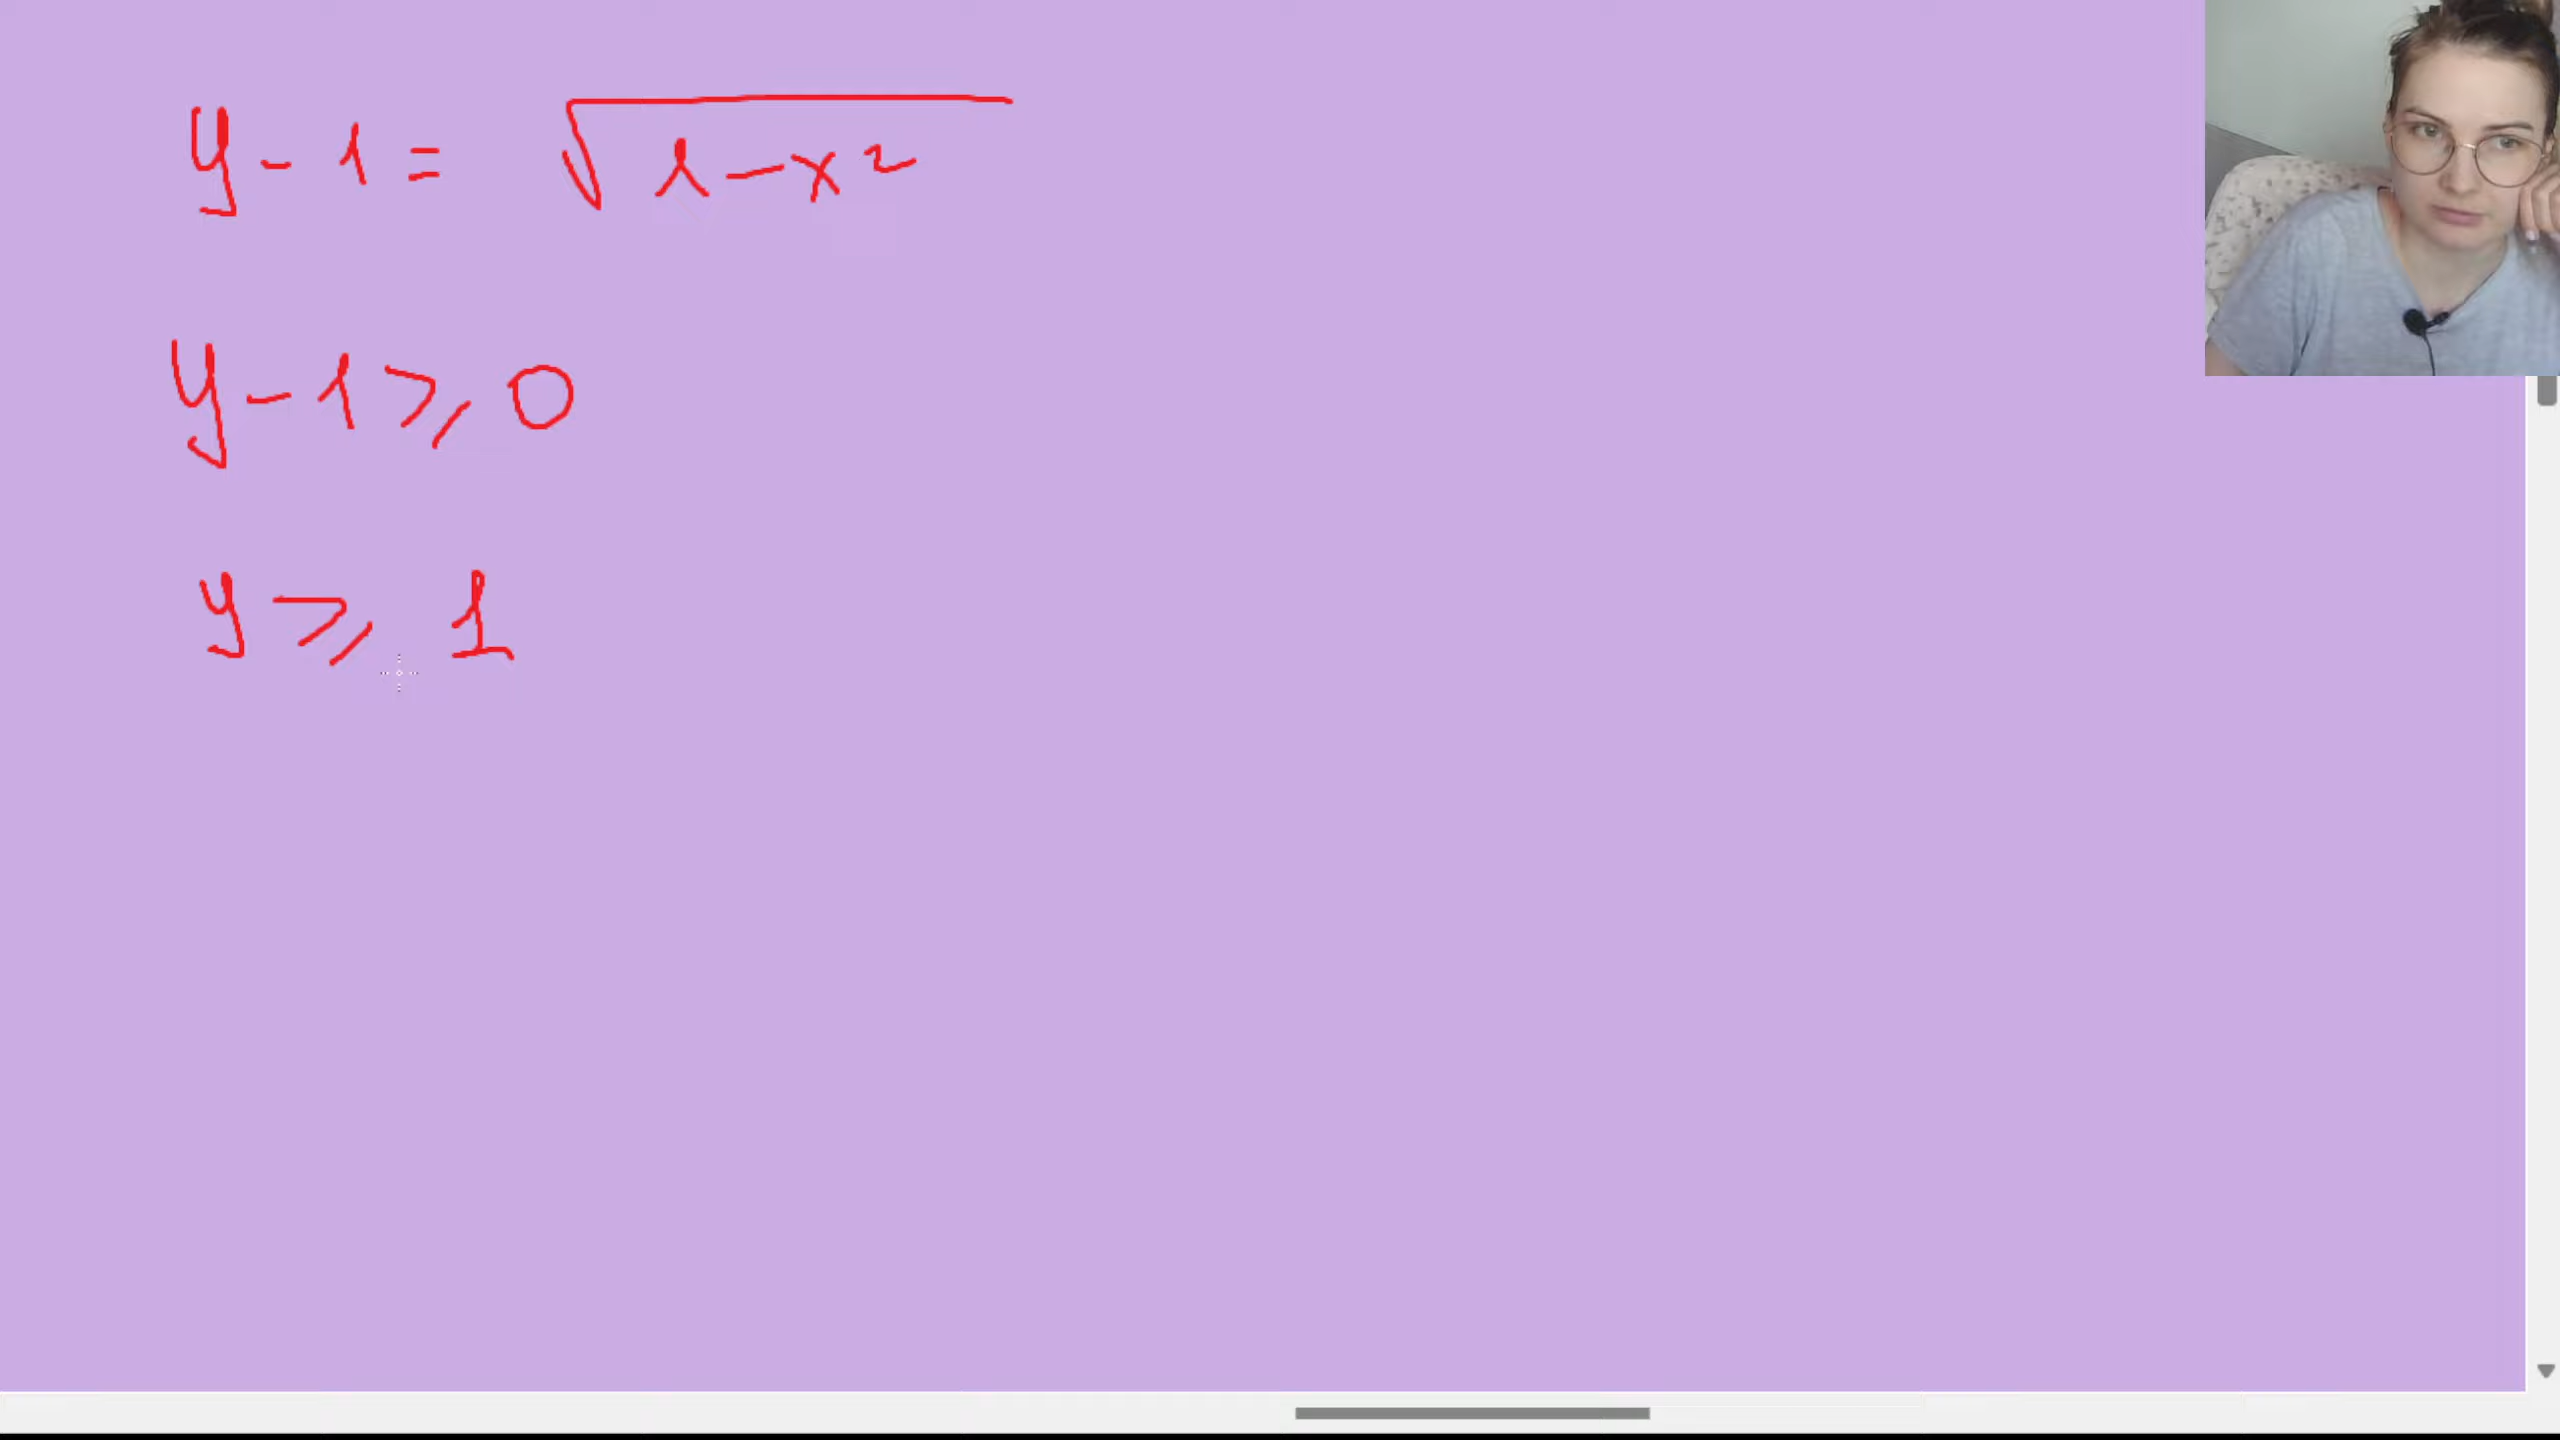 y - 1 = √1 - x²
y - 1 ⩾ 0
y ⩾ 1